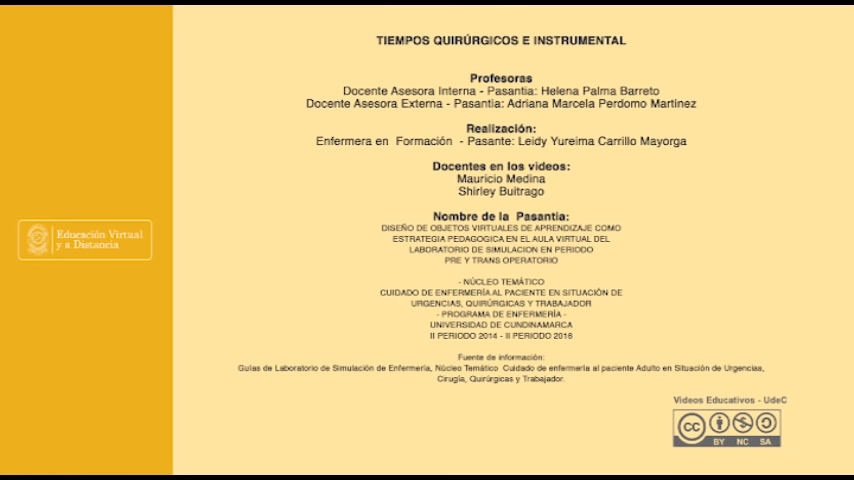 TIEMPOS QUIRÚRGICOS E INSTRUMENTAL
Profesoras
Docente Asesora Interna - Pasantia: Helena Palma Barreto
Docente Asesora Externa - Pasantia: Adriana Marcela Perdomo Martinez
Realización:
Enfermera en Formación - Pasante: Leidy Yureima Carrillo Mayorga
Docentes en los videos:
Mauricio Medina
Shirley Buitrago
Nombre de la Pasantia:
DISEÑO DE OBJETOS VIRTUALES DE APRENDIZAJE COMO
ESTRATEGIA PEDAGOGICA EN EL AULA VIRTUAL DEL
LABORATORIO DE SIMULACION EN PERIODO
PRE Y TRANS OPERATORIO
- NÚCLEO TEMÁTICO
CUIDADO DE ENFERMERÍA AL PACIENTE EN SITUACIÓN DE
URGENCIAS, QUIRÚRGICAS Y TRABAJADOR
- PROGRAMA DE ENFERMERÍA -
UNIVERSIDAD DE CUNDINAMARCA
II PERIODO 2014 - II PERIODO 2016
Fuente de información:
Guías de Laboratorio de Simulación de Enfermería, Núcleo Temático Cuidado de enfermería al paciente Adulto en Situación de Urgencias,
Cirugía, Quirúrgicas y Trabajador.
Educación Virtual
y a Distancia
Videos Educativos - UdeC
cc
BY NC SA